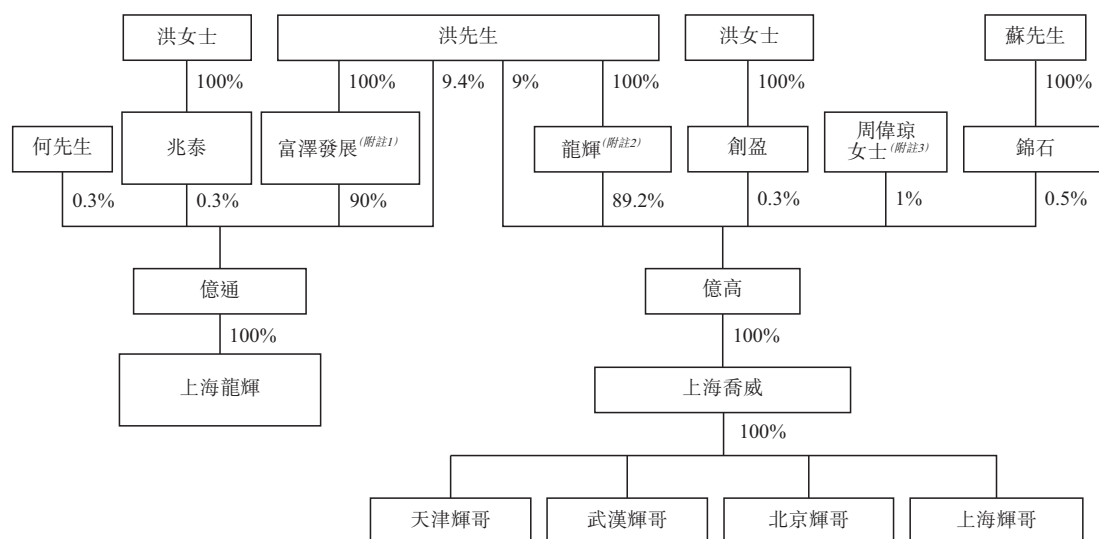 洪女士
洪先生
洪女士
蘇先生
100%
100%
9.4%
9%
100%
100%
100%
何先生
兆泰
富澤發展(附註1)
龍輝(附註2)
創盈
周偉琼
女士(附註3)
錦石
0.3%
0.3%
90%
89.2%
0.3%
1%
0.5%
億通
億高
100%
100%
上海龍輝
上海喬威
100%
天津輝哥
武漢輝哥
北京輝哥
上海輝哥